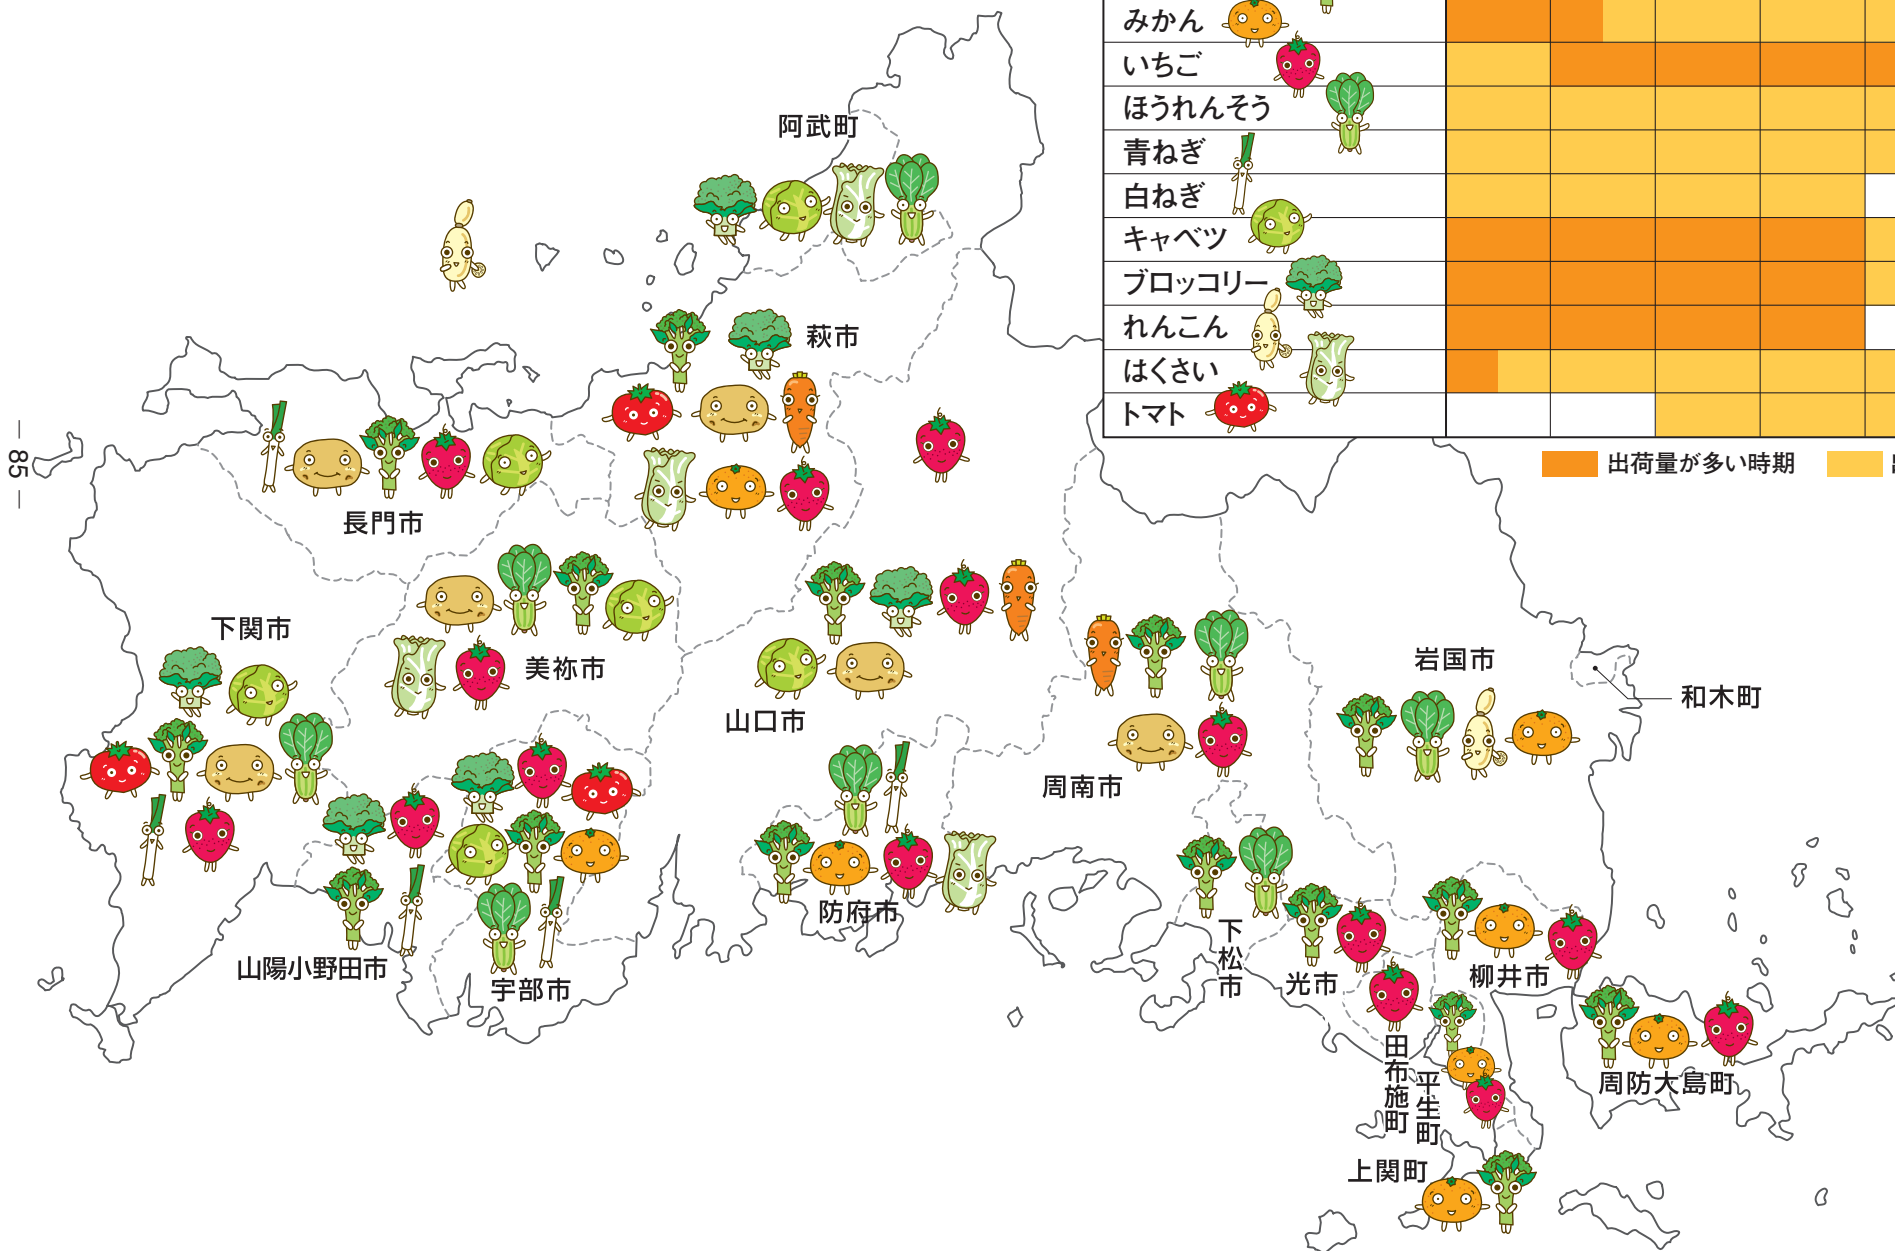 みかん
いちご
ほうれんそう
青ねぎ
白ねぎ
キャベツ
ブロッコリー
れんこん
はくさい
トマト
出荷量が多い時期
阿武町
萩市
長門市
下関市
美祢市
山口市
周南市
岩国市
和木町
防府市
山陽小野田市
宇部市
下松市
光市
柳井市
田布施町
平生町
周防大島町
上関町
— 85 —